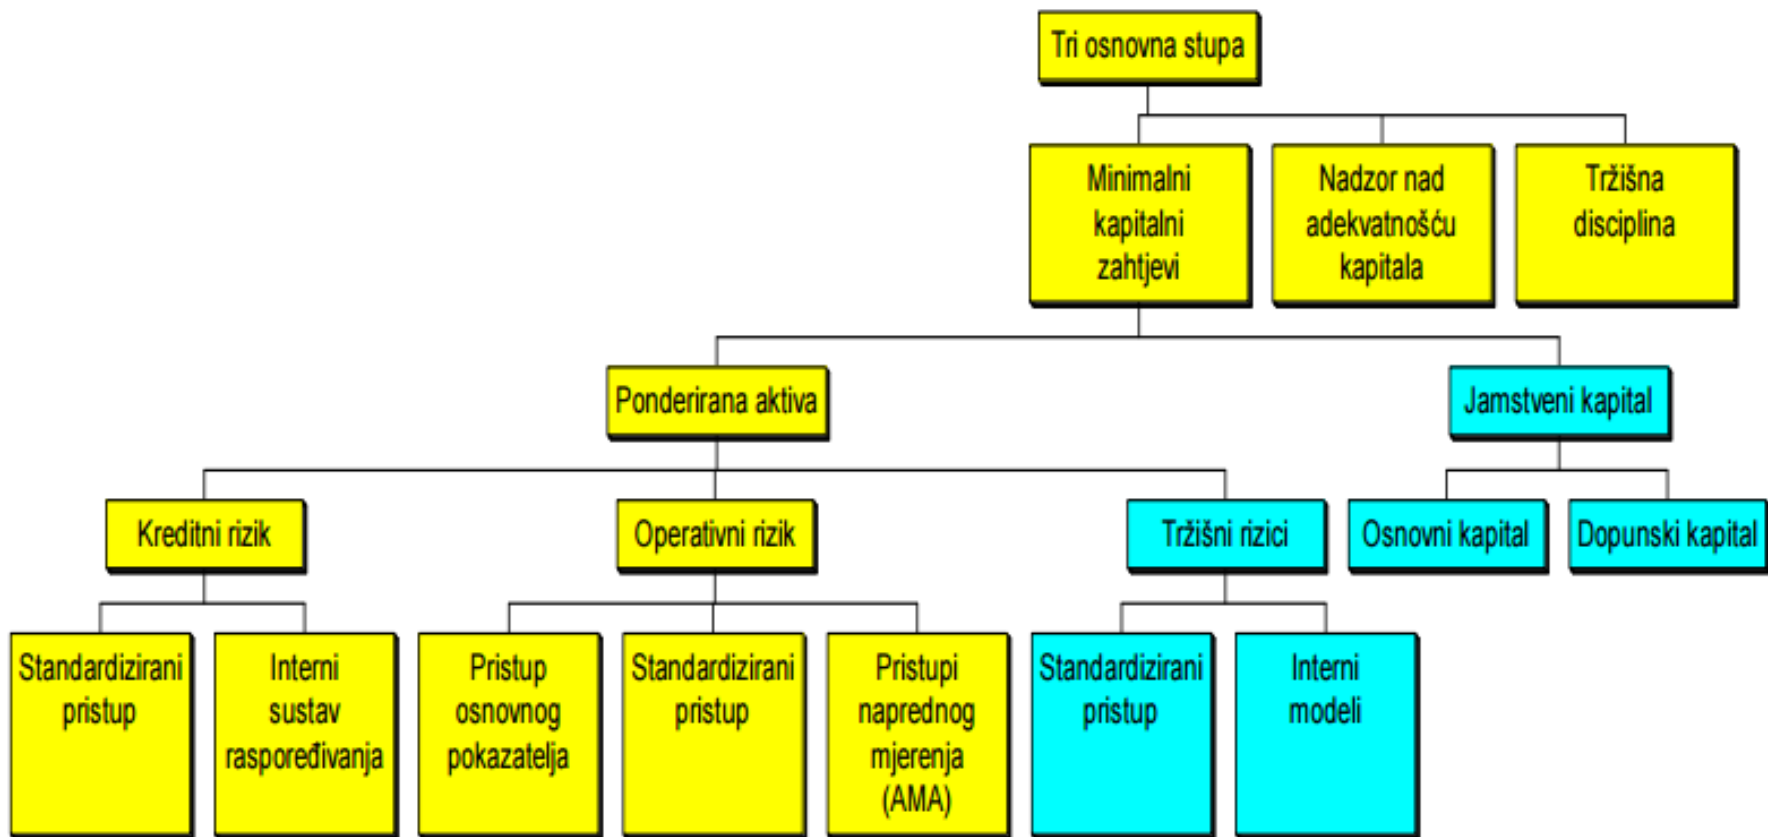 Tri osnovna stupa
Minimalni
kapitalni
zahtjevi
Nadzor nad
adekvatnošću
kapitala
Tržišna
disciplina
Ponderirana aktiva
Jamstveni kapital
Kreditni rizik
Operativni rizik
Tržišni rizici
Osnovni kapital
Dopunski kapital
Standardizirani
pristup
Interni
sustav
raspoređivanja
Pristup
osnovnog
pokazatelja
Standardizirani
pristup
Pristupi
naprednog
mjerenja
(AMA)
Standardizirani
pristup
Interni
modeli